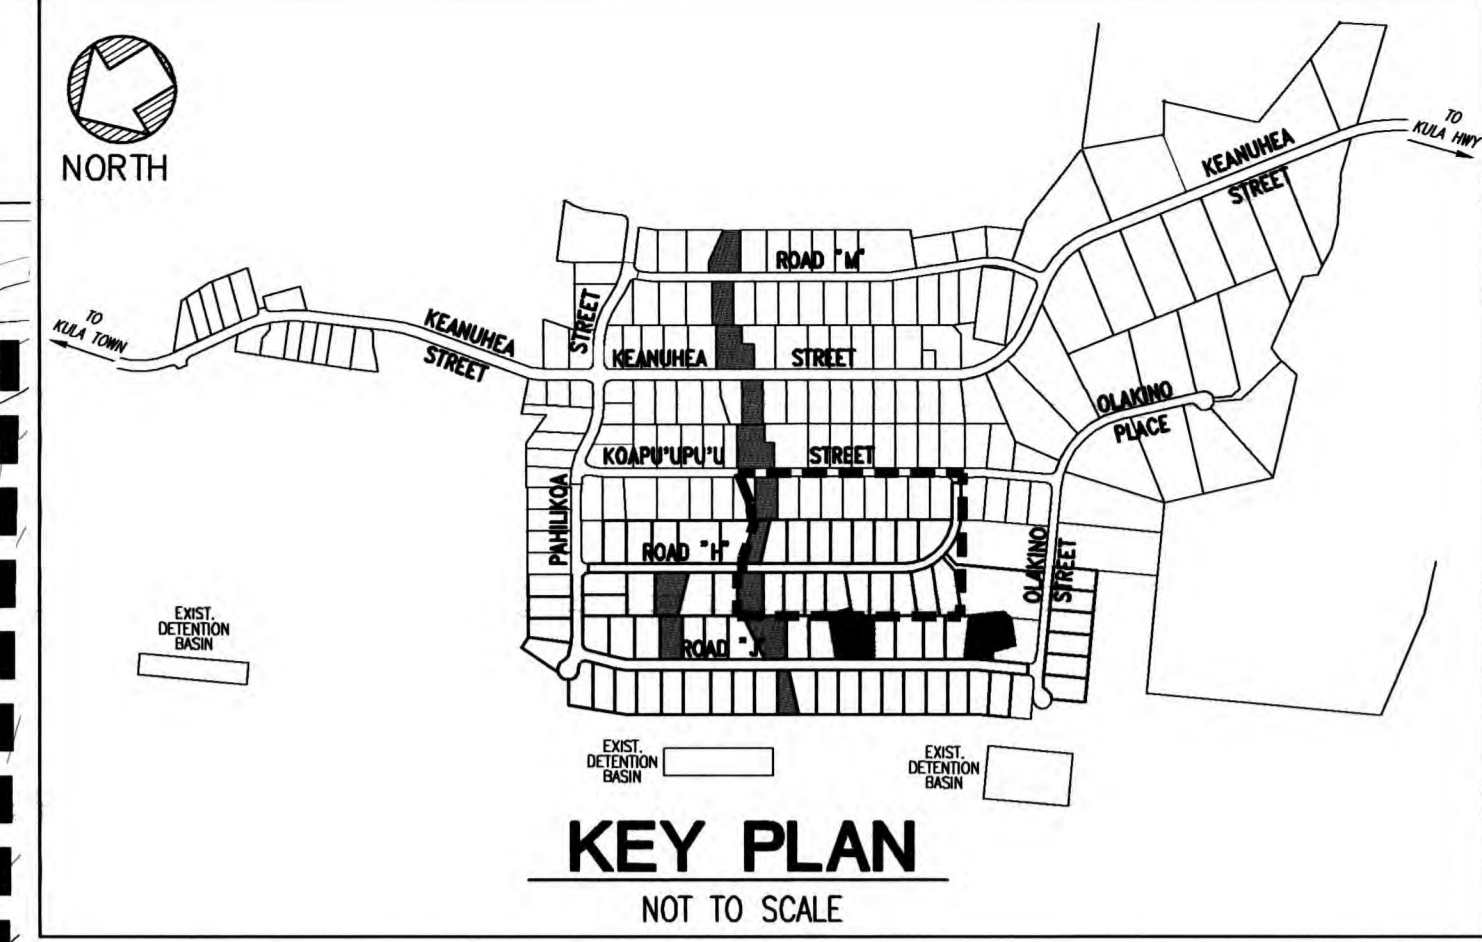 NORTH
TO
KULA HWY
KEANUHEA
STREET
ROAD "M"
TO
KULA TOWN
KEANUHEA
STREET
STREET
KEANUHEA STREET
OLAKINO
PLACE
KOAPU'UPU'U STREET
PAHILIKOA
ROAD "H"
OLAKINO
STREET
ROAD "J"
EXIST.
DETENTION
BASIN
EXIST.
DETENTION
BASIN
EXIST.
DETENTION
BASIN
KEY PLAN
NOT TO SCALE